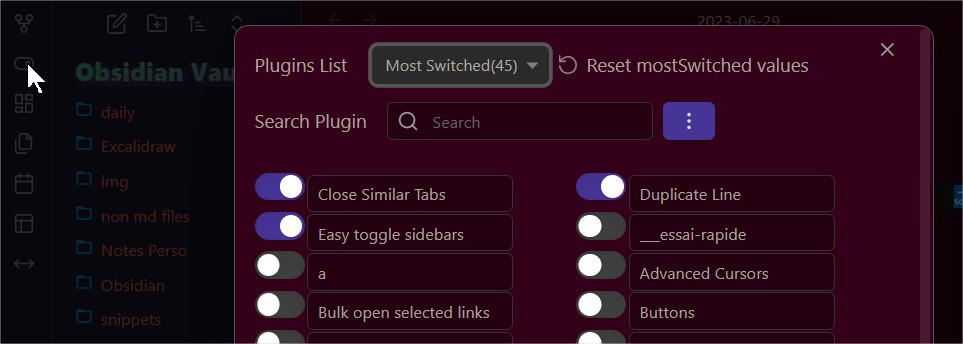 2023-06-29
Plugins List Most Switched(45) Reset mostSwitched values
Obsidian Vau
Search Plugin Search
daily
Excalidraw
img
non md files
Notes Perso
Obsidian
snippets
Close Similar Tabs Duplicate Line
Easy toggle sidebars __essai-rapide
a Advanced Cursors
Bulk open selected links Buttons